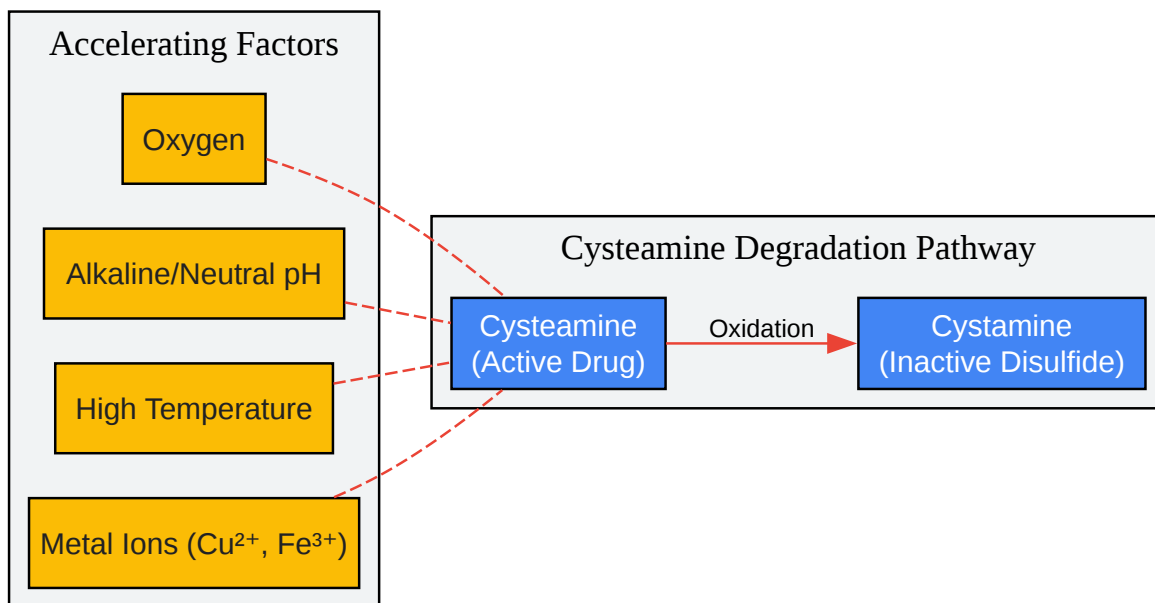 Accelerating Factors
Oxygen
Alkaline/Neutral pH
High Temperature
Metal Ions (Cu²⁺, Fe³⁺)
Cysteamine Degradation Pathway
Cysteamine
(Active Drug)
Oxidation
Cystamine
(Inactive Disulfide)